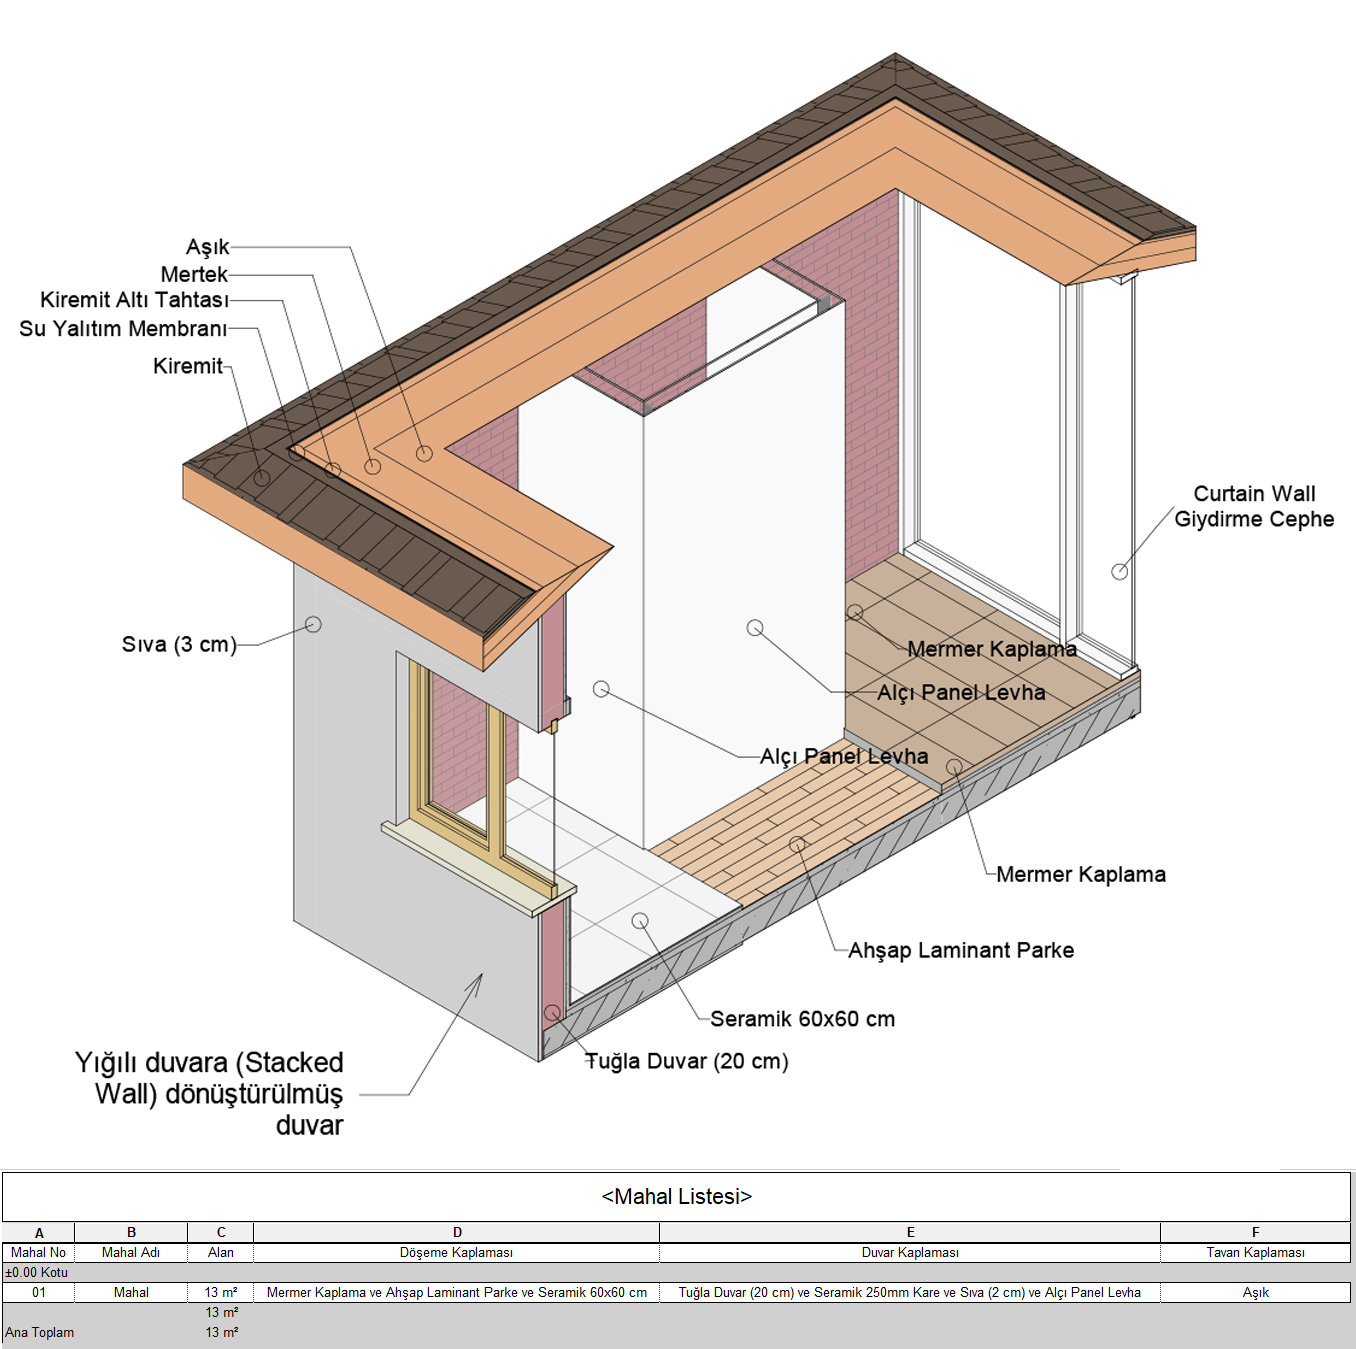 Aşık
Mertek
Kiremit Altı Tahtası
Su Yalıtım Membranı
Kiremit
Curtain Wall
Giydirme Cephe
Sıva (3 cm)
Mermer Kaplama
Alçı Panel Levha
Alçı Panel Levha
Mermer Kaplama
Ahşap Laminant Parke
Seramik 60x60 cm
Tuğla Duvar (20 cm)
Yığılı duvara (Stacked
Wall) dönüştürülmüş
duvar
<Mahal Listesi>
A B C D E F
Mahal No Mahal Adı Alan Döşeme Kaplaması Duvar Kaplaması Tavan Kaplaması
±0.00 Kotu
01 Mahal 13 m² Mermer Kaplama ve Ahşap Laminant Parke ve Seramik 60x60 cm Tuğla Duvar (20 cm) ve Seramik 250mm Kare ve Sıva (2 cm) ve Alçı Panel Levha Aşık
13 m²
Ana Toplam 13 m²